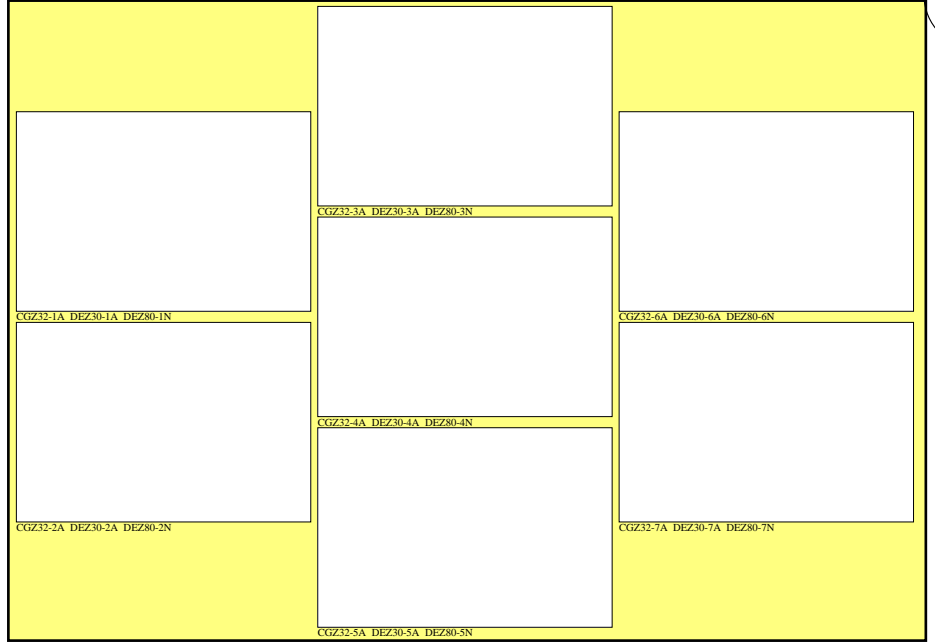 CGZ32-3A DEZ30-3A DEZ80-3N
CGZ32-1A DEZ30-1A DEZ80-1N
CGZ32-6A DEZ30-6A DEZ80-6N
CGZ32-4A DEZ30-4A DEZ80-4N
CGZ32-2A DEZ30-2A DEZ80-2N
CGZ32-7A DEZ30-7A DEZ80-7N
CGZ32-5A DEZ30-5A DEZ80-5N